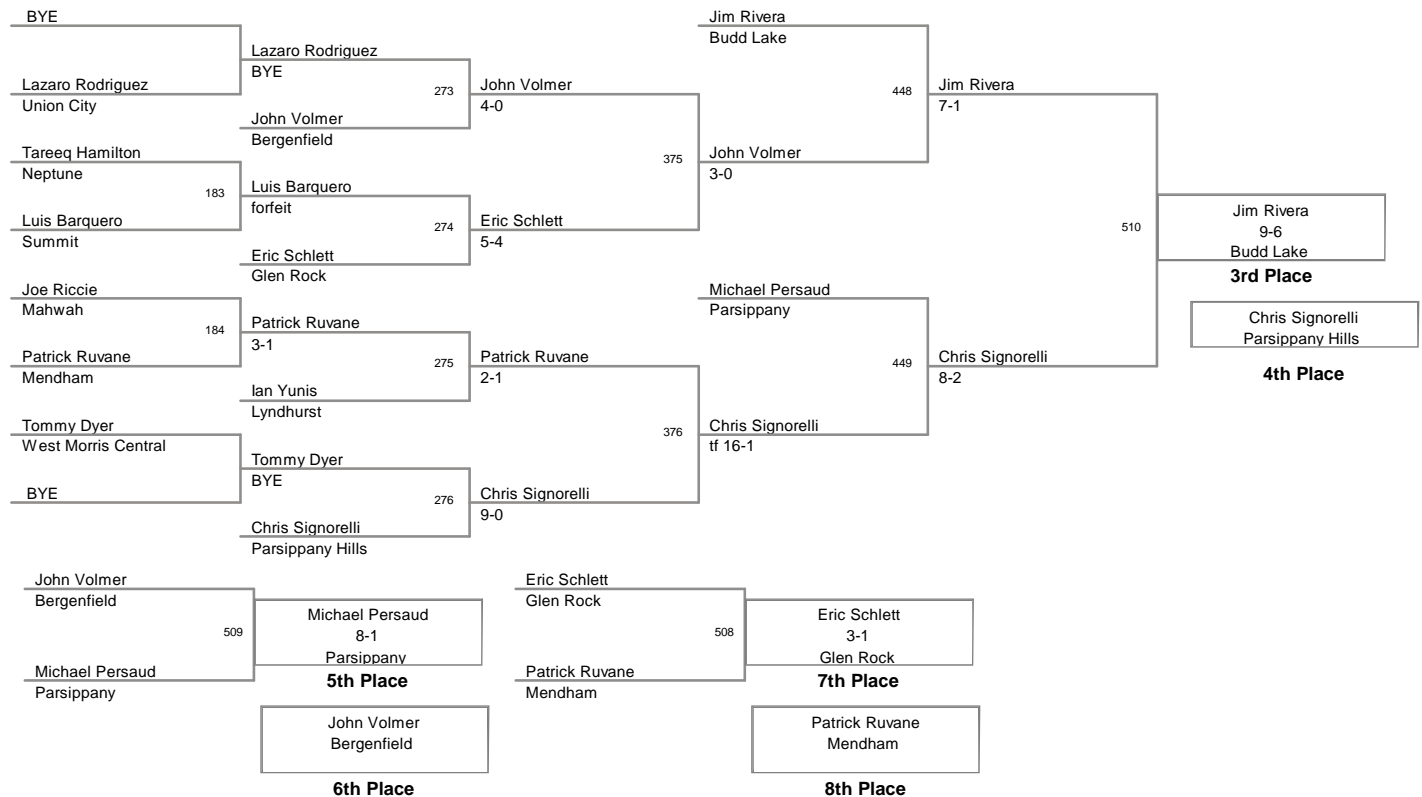 BYE
Lazaro Rodriguez
Union City
Tareeq Hamilton
Neptune
183
Luis Barquero
Summit
Joe Riccie
Mahwah
184
Patrick Ruvane
Mendham
Tommy Dyer
West Morris Central
BYE
Lazaro Rodriguez
BYE
273
John Volmer
Bergenfield
Luis Barquero
forfeit
274
Eric Schlett
Glen Rock
Patrick Ruvane
3-1
275
Ian Yunis
Lyndhurst
Tommy Dyer
BYE
276
Chris Signorelli
Parsippany Hills
John Volmer
4-0
375
Eric Schlett
5-4
Patrick Ruvane
2-1
376
Chris Signorelli
9-0
Jim Rivera
Budd Lake
448
John Volmer
3-0
Michael Persaud
Parsippany
449
Chris Signorelli
tf 16-1
Jim Rivera
7-1
510
Chris Signorelli
8-2
Jim Rivera
9-6
Budd Lake
3rd Place
Chris Signorelli
Parsippany Hills
4th Place
John Volmer
Bergenfield
509
Michael Persaud
Parsippany
Michael Persaud
8-1
Parsippany
5th Place
John Volmer
Bergenfield
6th Place
Eric Schlett
Glen Rock
508
Patrick Ruvane
Mendham
Eric Schlett
3-1
Glen Rock
7th Place
Patrick Ruvane
Mendham
8th Place